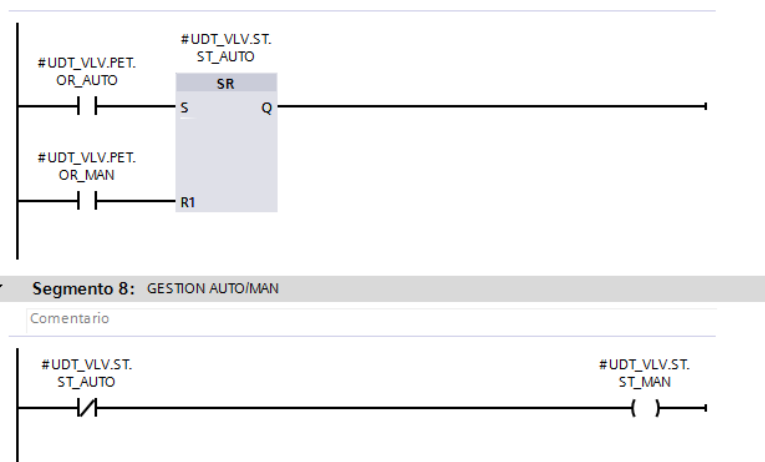 #UDT_VLV.ST.
ST_AUTO
#UDT_VLV.PET.
OR_AUTO
SR
S
Q
#UDT_VLV.PET.
OR_MAN
R1
Segmento 8: GESTION AUTO/MAN
Comentario
#UDT_VLV.ST.
ST_AUTO
#UDT_VLV.ST.
ST_MAN